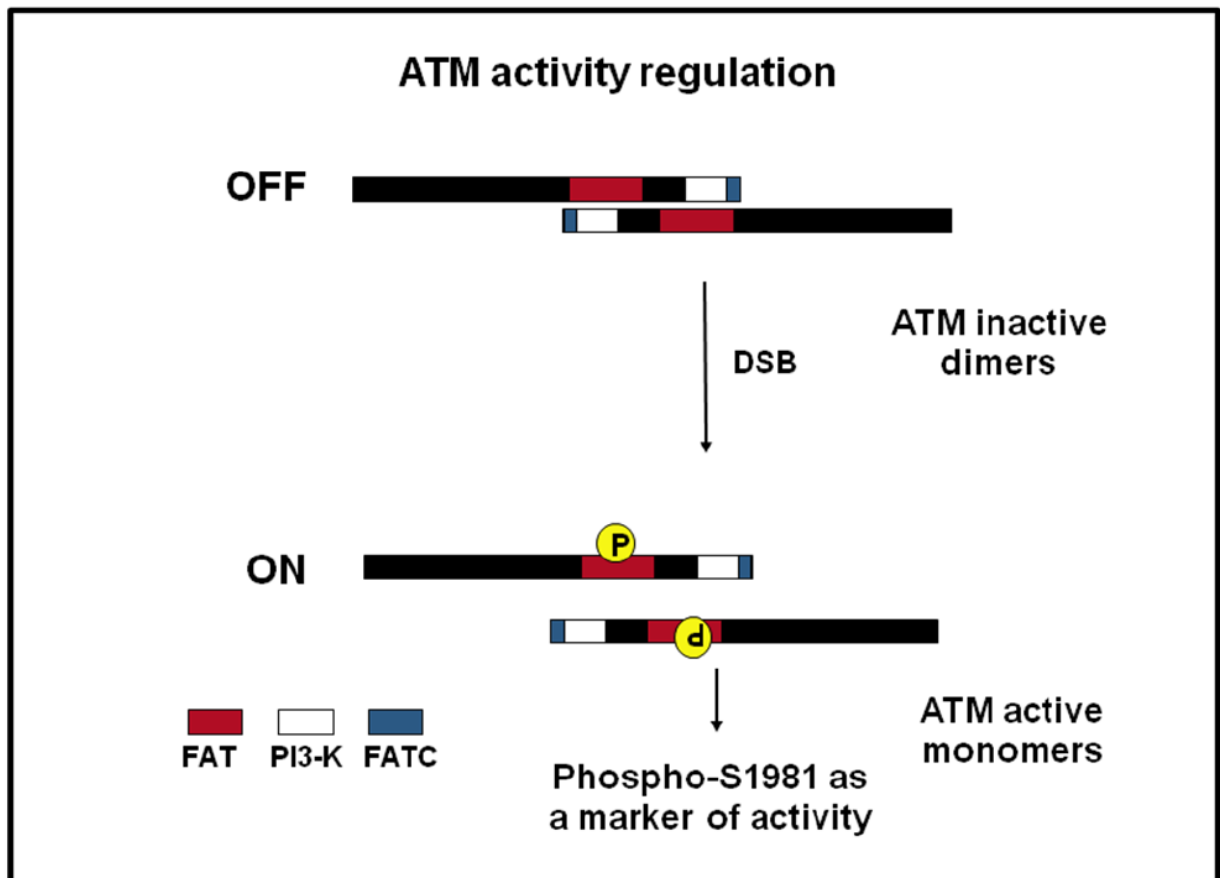 ATM activity regulation
OFF
ATM inactive
dimers
DSB
ON
P
P
FAT PI3-K FATC
ATM active
monomers
Phospho-S1981 as
a marker of activity